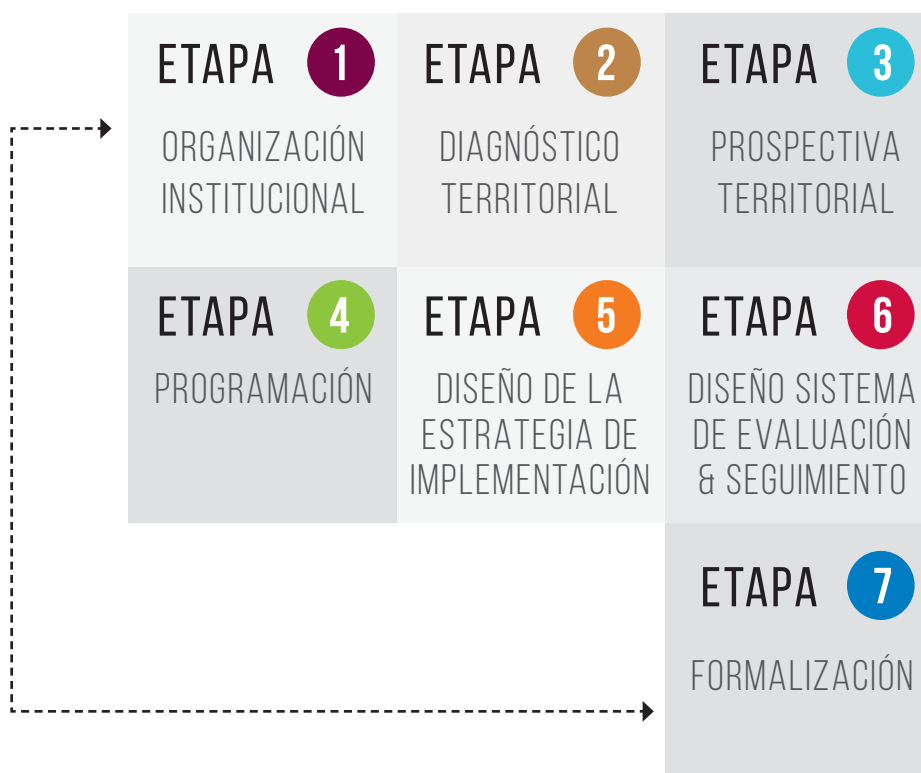 ETAPA 1
ORGANIZACIÓN
INSTITUCIONAL
ETAPA 2
DIAGNÓSTICO
TERRITORIAL
ETAPA 3
PROSPECTIVA
TERRITORIAL
ETAPA 4
PROGRAMACIÓN
ETAPA 5
DISEÑO DE LA
ESTRATEGIA DE
IMPLEMENTACIÓN
ETAPA 6
DISEÑO SISTEMA
DE EVALUACIÓN
& SEGUIMIENTO
ETAPA 7
FORMALIZACIÓN